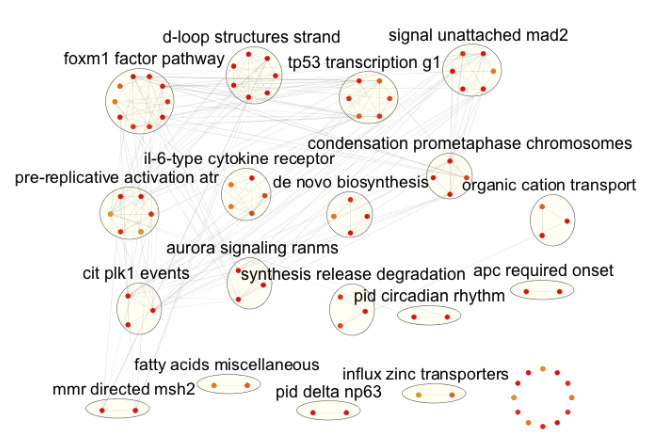 d-loop structures strand
signal unattached mad2
foxm1 factor pathway
tp53 transcription g1
condensation prometaphase chromosomes
il-6-type cytokine receptor
pre-replicative activation atr
de novo biosynthesis
organic cation transport
aurora signaling ranms
cit plk1 events
synthesis release degradation
apc required onset
pid circadian rhythm
fatty acids miscellaneous
influx zinc transporters
mmr directed msh2
pid delta np63